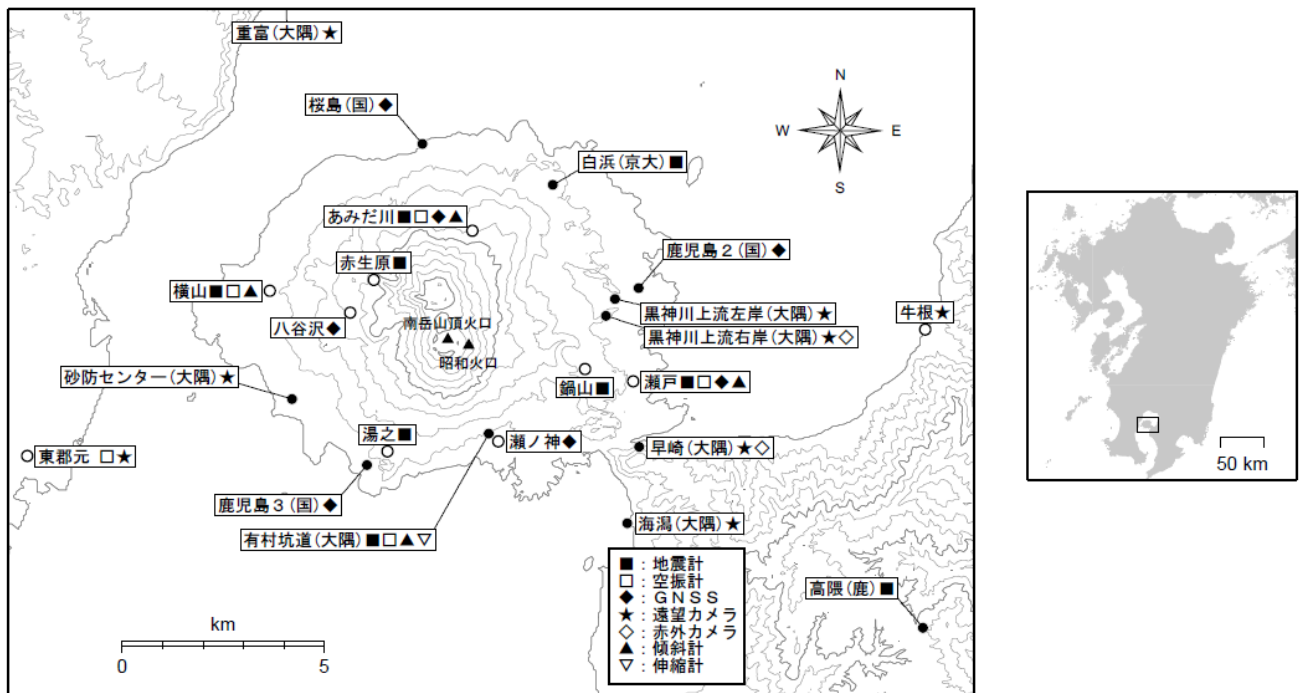 重富(大隅)★
桜島(国)◆
N
W
E
S
白浜(京大)■
あみだ川■□◆▲
赤生原■
鹿児島2(国)◆
横山■□▲
黒神川上流左岸(大隅)★
牛根★
八谷沢◆
南岳山頂火口
黒神川上流右岸(大隅)★◇
昭和火口
砂防センター(大隅)★
鍋山■
瀬戸■□◆▲
湯之■
瀬ノ神◆
早崎(大隅)★◇
東郡元 □★
鹿児島3(国)◆
有村坑道(大隅)■□▲▽
海潟(大隅)★
■:地震計
□:空振計
◆:GNSS
★:遠望カメラ
◇:赤外カメラ
▲:傾斜計
▽:伸縮計
高隈(鹿)■
km
0 5
50 km